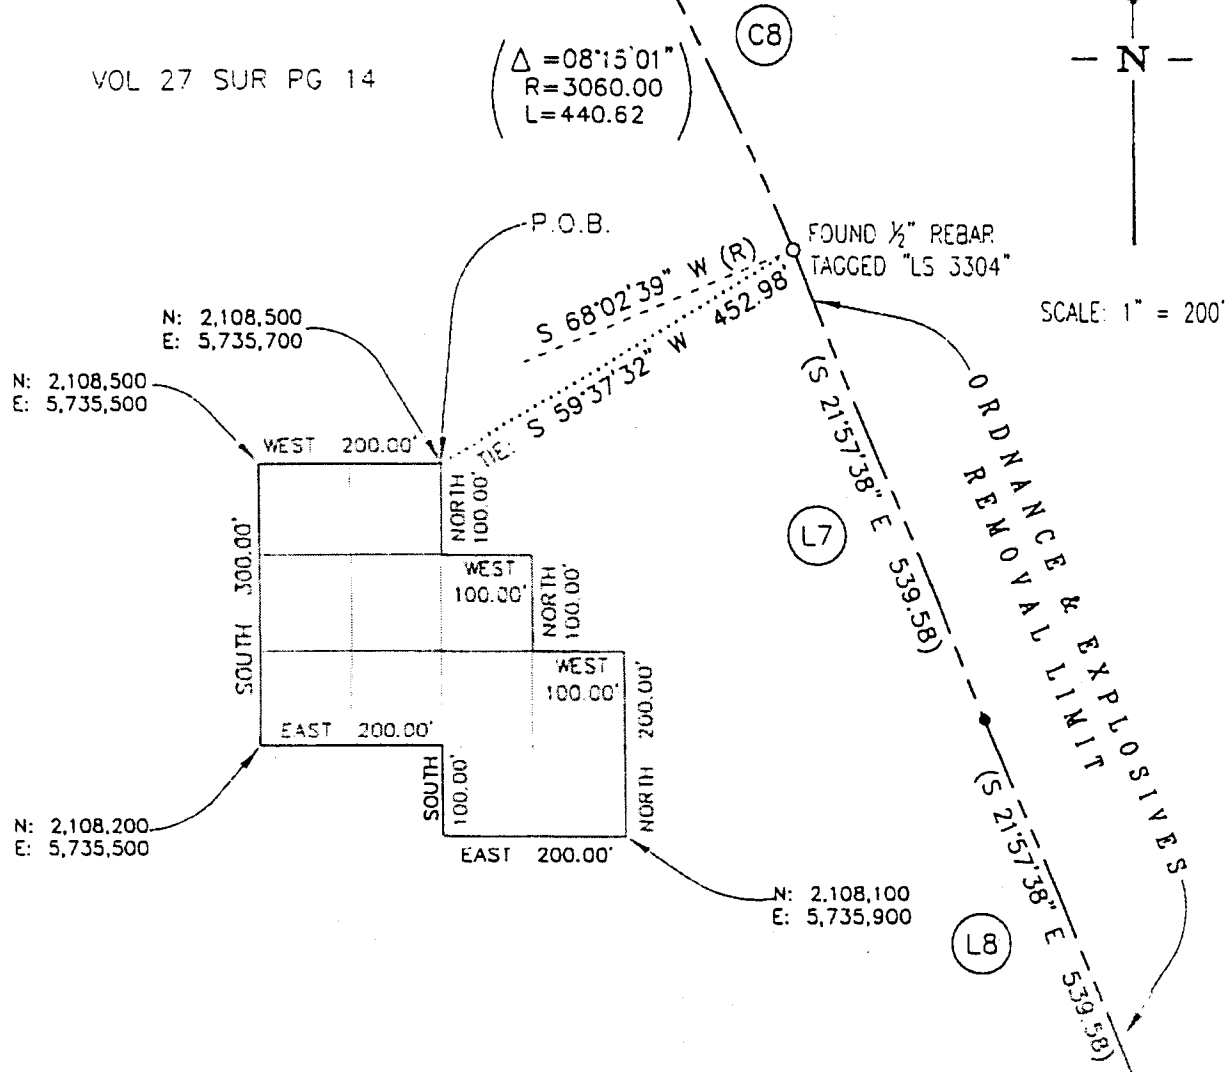 C8
VOL 27 SUR PG 14
Δ =08°15'01"
R=3060.00
L=440.62
- N -
P.O.B.
FOUND ½" REBAR
TAGGED "LS 3304"
SCALE: 1" = 200'
S 68°02'39" W (R)
TIE: S 59°37'32" W 452.98'
N: 2,108,500
E: 5,735,700
N: 2,108,500
E: 5,735,500
WEST 200.00'
NORTH
100.00'
WEST
100.00'
NORTH
100.00'
WEST
100.00'
NORTH 200.00'
SOUTH 300.00'
EAST 200.00'
SOUTH
100.00'
EAST 200.00'
N: 2,108,200
E: 5,735,500
N: 2,108,100
E: 5,735,900
(S 21°57'38" E 539.58)
L7
ORDNANCE & EXPLOSIVES
REMOVAL LIMIT
(S 21°57'38" E 539.58)
L8